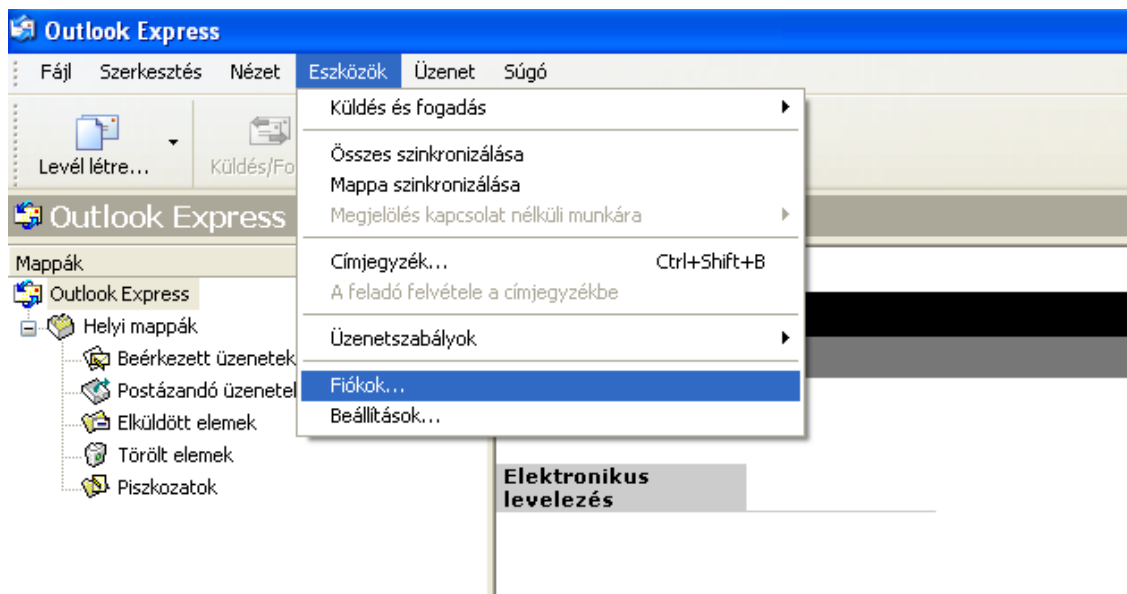 Outlook Express
Fájl Szerkesztés Nézet Eszközök Üzenet Súgó
Levél létre... Küldés/Fo
Küldés és fogadás
Összes szinkronizálása
Mappa szinkronizálása
Megjelölés kapcsolat nélküli munkára
Címjegyzék... Ctrl+Shift+B
A feladó felvétele a címjegyzékbe
Üzenetszabályok
Fiókok...
Beállítások...
Outlook Express
Mappák
Outlook Express
Helyi mappák
Beérkezett üzenetek
Postázandó üzenetek
Elküldött elemek
Törölt elemek
Piszkozatok
Elektronikus
levelezés